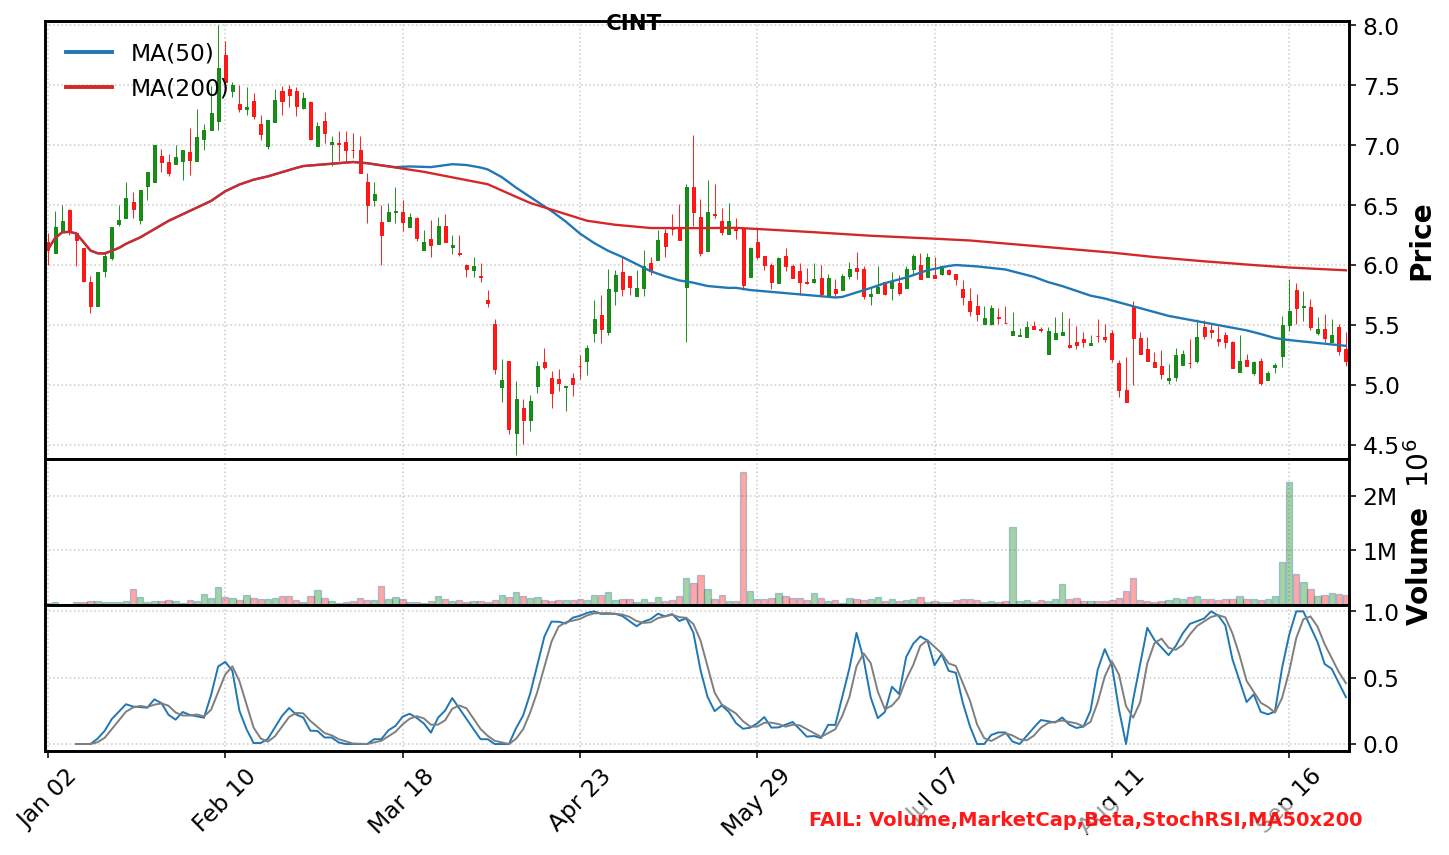 CINT
MA(50)
MA(200)
8.0
7.5
7.0
6.5
6.0
5.5
5.0
4.5
Price
2M
1M
Volume 10^6
1.0
0.5
0.0
Jan 02
Feb 10
Mar 18
Apr 23
May 29
Jul 07
Aug 11
Sep 16
FAIL: Volume,MarketCap,Beta,StochRSI,MA50x200